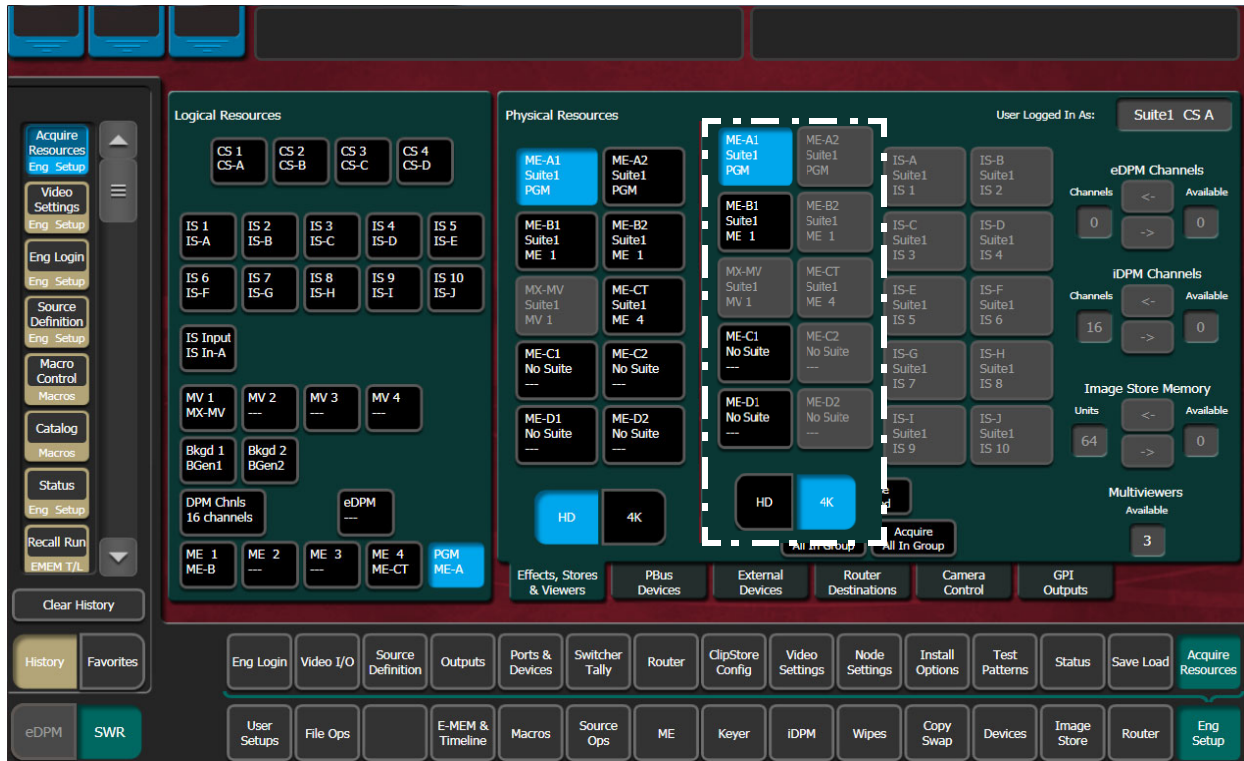 Logical Resources
Physical Resources
User Logged In As:
Suite1 CS A
Acquire
Resources
Eng Setup
Video
Settings
Eng Setup
Eng Login
Eng Setup
Source
Definition
Eng Setup
Macro
Control
Macros
Catalog
Macros
Status
Eng Setup
Recall Run
EMEM T/L
Clear History
History
Favorites
eDPM
SWR
CS 1
CS-A
CS 2
CS-B
CS 3
CS-C
CS 4
CS-D
IS 1
IS-A
IS 2
IS-B
IS 3
IS-C
IS 4
IS-D
IS 5
IS-E
IS 6
IS-F
IS 7
IS-G
IS 8
IS-H
IS 9
IS-I
IS 10
IS-J
IS Input
IS In-A
MV 1
MX-MV
MV 2
---
MV 3
---
MV 4
---
Bkgd 1
BGen1
Bkgd 2
BGen2
DPM Chnls
16 channels
eDPM
---
ME 1
ME-B
ME 2
---
ME 3
---
ME 4
ME-CT
PGM
ME-A
ME-A1
Suite1
PGM
ME-A2
Suite1
PGM
ME-B1
Suite1
ME 1
ME-B2
Suite1
ME 1
MX-MV
Suite1
MV 1
ME-CT
Suite1
ME 4
ME-C1
No Suite
---
ME-C2
No Suite
---
ME-D1
No Suite
---
ME-D2
No Suite
---
HD
4K
ME-A1
Suite1
PGM
ME-A2
Suite1
PGM
ME-B1
Suite1
ME 1
ME-B2
Suite1
ME 1
MX-MV
Suite1
MV 1
ME-CT
Suite1
ME 4
ME-C1
No Suite
---
ME-C2
No Suite
---
ME-D1
No Suite
---
ME-D2
No Suite
---
HD
4K
IS-A
Suite1
IS 1
IS-B
Suite1
IS 2
IS-C
Suite1
IS 3
IS-D
Suite1
IS 4
IS-E
Suite1
IS 5
IS-F
Suite1
IS 6
IS-G
Suite1
IS 7
IS-H
Suite1
IS 8
IS-I
Suite1
IS 9
IS-J
Suite1
IS 10
All In Group
Acquire
All In Group
eDPM Channels
Channels
Available
0
<-
->
0
iDPM Channels
Channels
Available
16
<-
->
0
Image Store Memory
Units
Available
64
<-
->
0
Multiviewers
Available
3
Effects, Stores
& Viewers
PBus
Devices
External
Devices
Router
Destinations
Camera
Control
GPI
Outputs
Eng Login
Video I/O
Source
Definition
Outputs
Ports &
Devices
Switcher
Tally
Router
ClipStore
Config
Video
Settings
Node
Settings
Install
Options
Test
Patterns
Status
Save Load
Acquire
Resources
User
Setups
File Ops
E-MEM &
Timeline
Macros
Source
Ops
ME
Keyer
iDPM
Wipes
Copy
Swap
Devices
Image
Store
Router
Eng
Setup